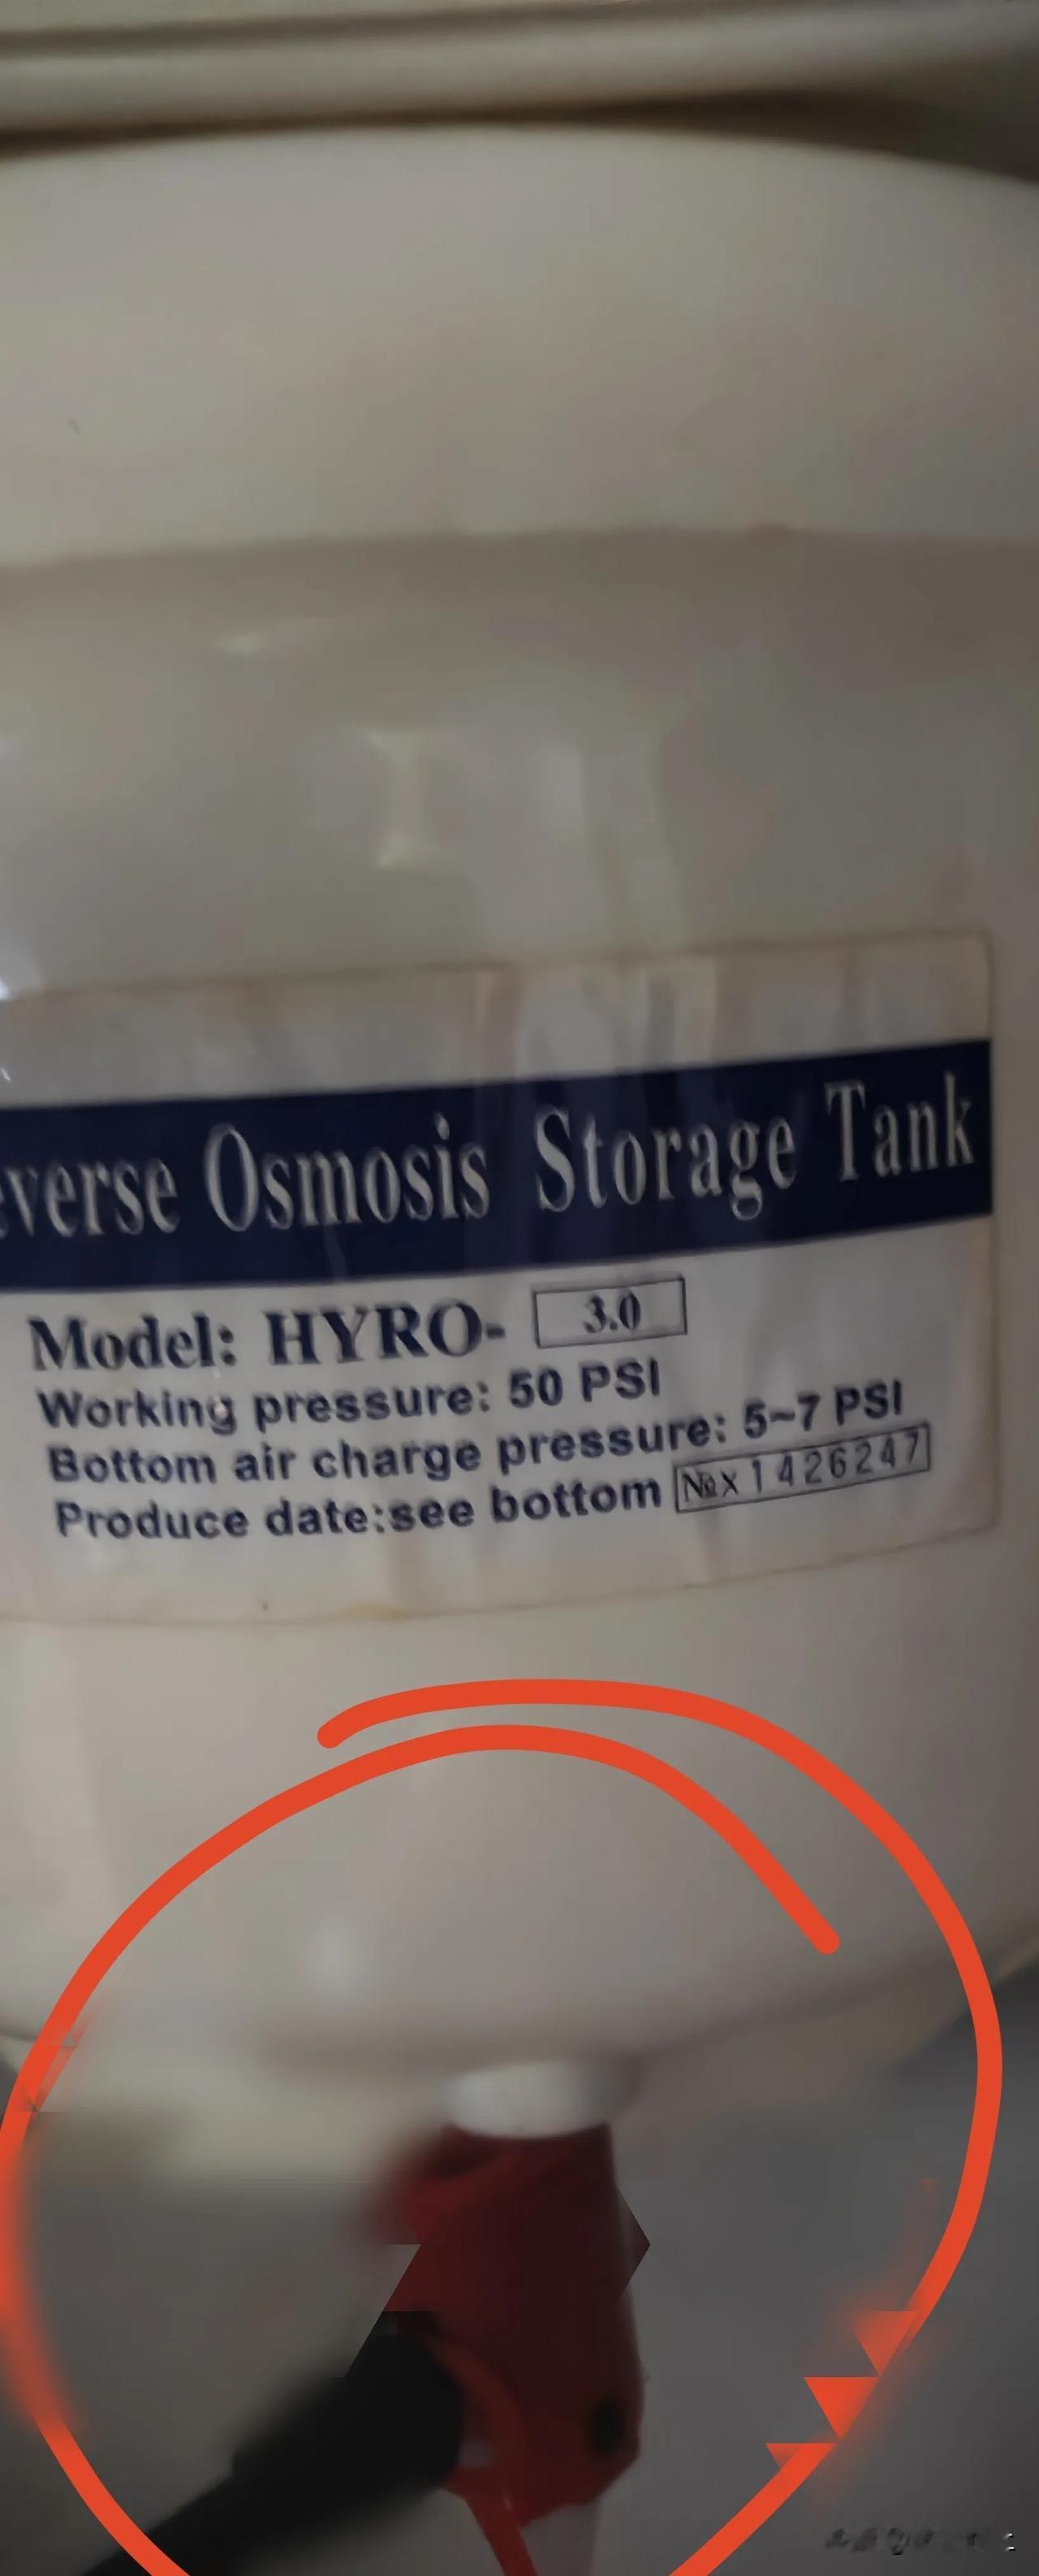 everse Osmosis Storage Tank
Model: HYRO- 3.0
Working pressure: 50 PSI
Bottom air charge pressure: 5~7 PSI
Produce date:see bottom №x1426247